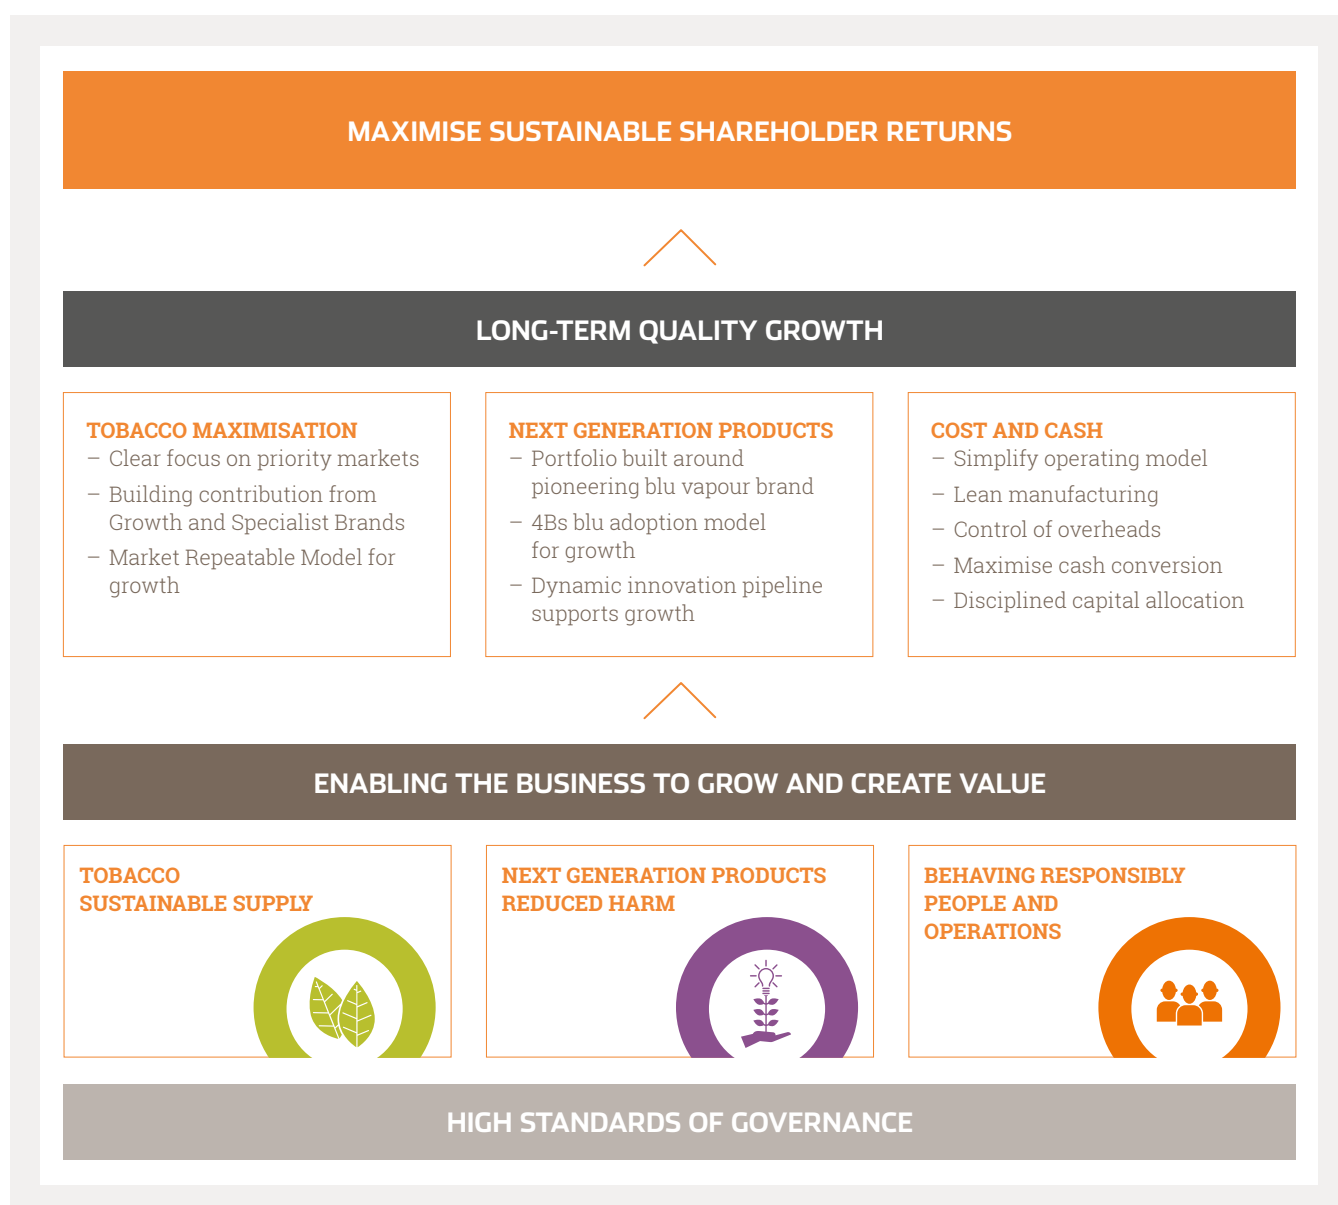 MAXIMISE SUSTAINABLE SHAREHOLDER RETURNS
LONG-TERM QUALITY GROWTH
TOBACCO MAXIMISATION
– Clear focus on priority markets
– Building contribution from
Growth and Specialist Brands
– Market Repeatable Model for
growth
NEXT GENERATION PRODUCTS
– Portfolio built around
pioneering blu vapour brand
– 4Bs blu adoption model
for growth
– Dynamic innovation pipeline
supports growth
COST AND CASH
– Simplify operating model
– Lean manufacturing
– Control of overheads
– Maximise cash conversion
– Disciplined capital allocation
ENABLING THE BUSINESS TO GROW AND CREATE VALUE
TOBACCO
SUSTAINABLE SUPPLY
NEXT GENERATION PRODUCTS
REDUCED HARM
BEHAVING RESPONSIBLY
PEOPLE AND
OPERATIONS
HIGH STANDARDS OF GOVERNANCE